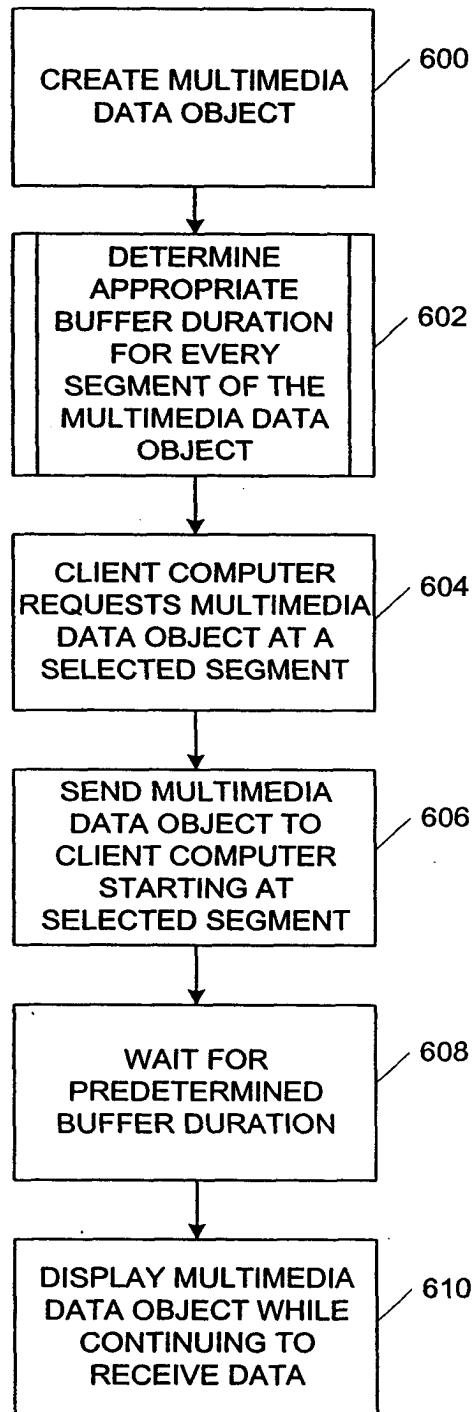 CREATE MULTIMEDIA
DATA OBJECT
600
DETERMINE
APPROPRIATE
BUFFER DURATION
FOR EVERY
SEGMENT OF THE
MULTIMEDIA DATA
OBJECT
602
CLIENT COMPUTER
REQUESTS MULTIMEDIA
DATA OBJECT AT A
SELECTED SEGMENT
604
SEND MULTIMEDIA
DATA OBJECT TO
CLIENT COMPUTER
STARTING AT
SELECTED SEGMENT
606
WAIT FOR
PREDETERMINED
BUFFER DURATION
608
DISPLAY MULTIMEDIA
DATA OBJECT WHILE
CONTINUING TO
RECEIVE DATA
610